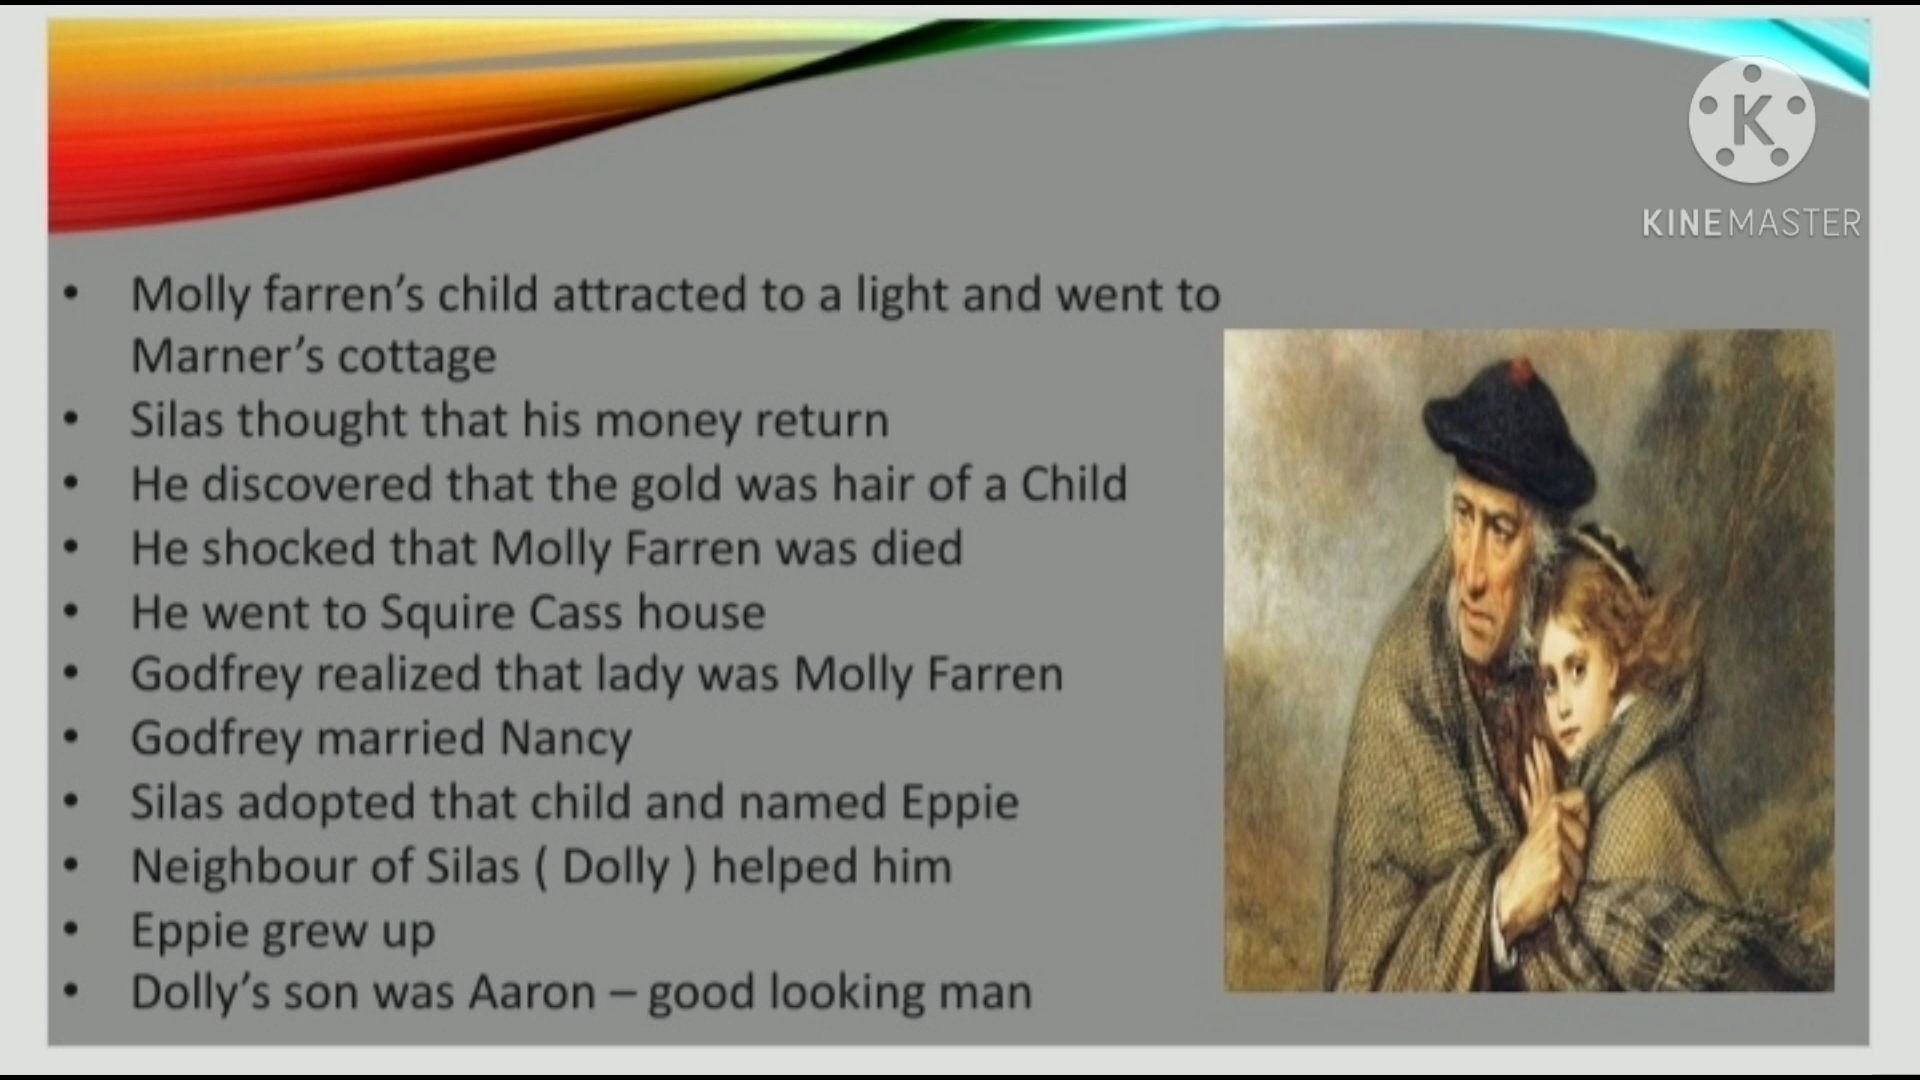 K
KINEMASTER
• Molly farren's child attracted to a light and went to
Marner's cottage
• Silas thought that his money return
• He discovered that the gold was hair of a Child
• He shocked that Molly Farren was died
• He went to Squire Cass house
• Godfrey realized that lady was Molly Farren
• Godfrey married Nancy
• Silas adopted that child and named Eppie
• Neighbour of Silas ( Dolly ) helped him
• Eppie grew up
• Dolly's son was Aaron – good looking man